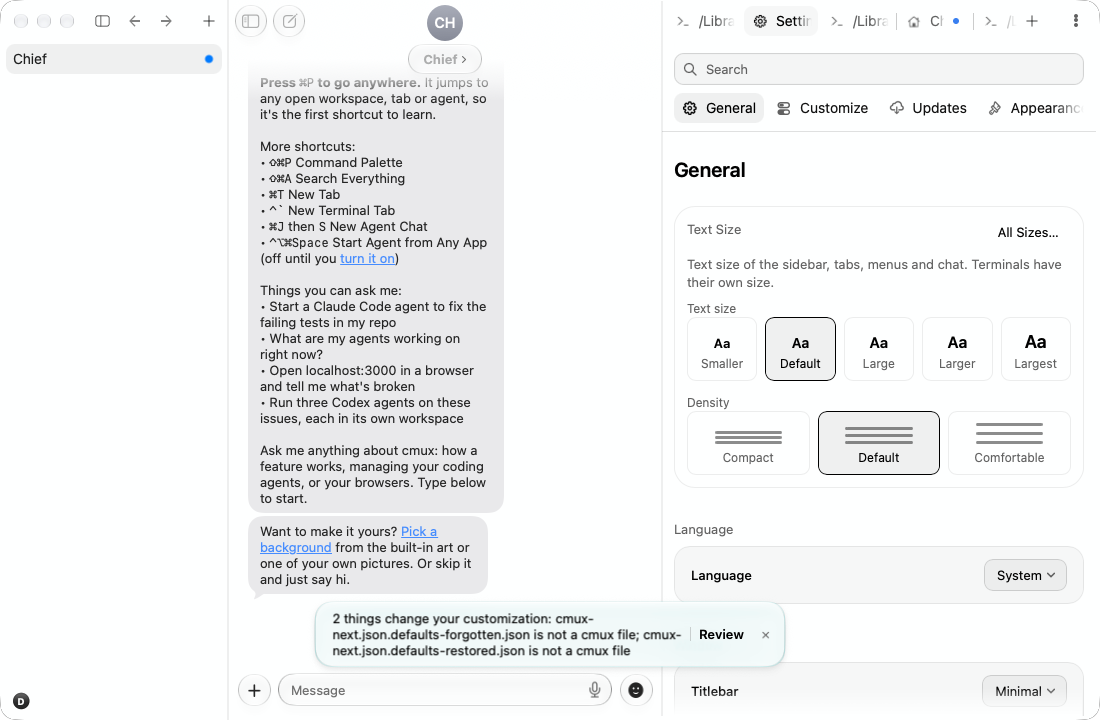 Chief
CH
Chief >
Press ⌘P to go anywhere. It jumps to
any open workspace, tab or agent, so
it's the first shortcut to learn.
More shortcuts:
• ⇧⌘P Command Palette
• ⇧⌘A Search Everything
• ⌘T New Tab
• ^` New Terminal Tab
• ⌘J then S New Agent Chat
• ^⌥⌘Space Start Agent from Any App
(off until you turn it on)
Things you can ask me:
• Start a Claude Code agent to fix the
failing tests in my repo
• What are my agents working on
right now?
• Open localhost:3000 in a browser
and tell me what's broken
• Run three Codex agents on these
issues, each in its own workspace
Ask me anything about cmux: how a
feature works, managing your coding
agents, or your browsers. Type below
to start.
Want to make it yours? Pick a
background from the built-in art or
one of your own pictures. Or skip it
and just say hi.
2 things change your customization: cmux-
next.json.defaults-forgotten.json is not a cmux file; cmux-
next.json.defaults-restored.json is not a cmux file
Review ×
Message
D
/Libra Settin /Libra Ch /L
Search
General Customize Updates Appearanc
General
Text Size
All Sizes...
Text size of the sidebar, tabs, menus and chat. Terminals have
their own size.
Text size
Aa Aa Aa Aa Aa
Smaller Default Large Larger Largest
Density
Compact Default Comfortable
Language
Language System
Titlebar Minimal